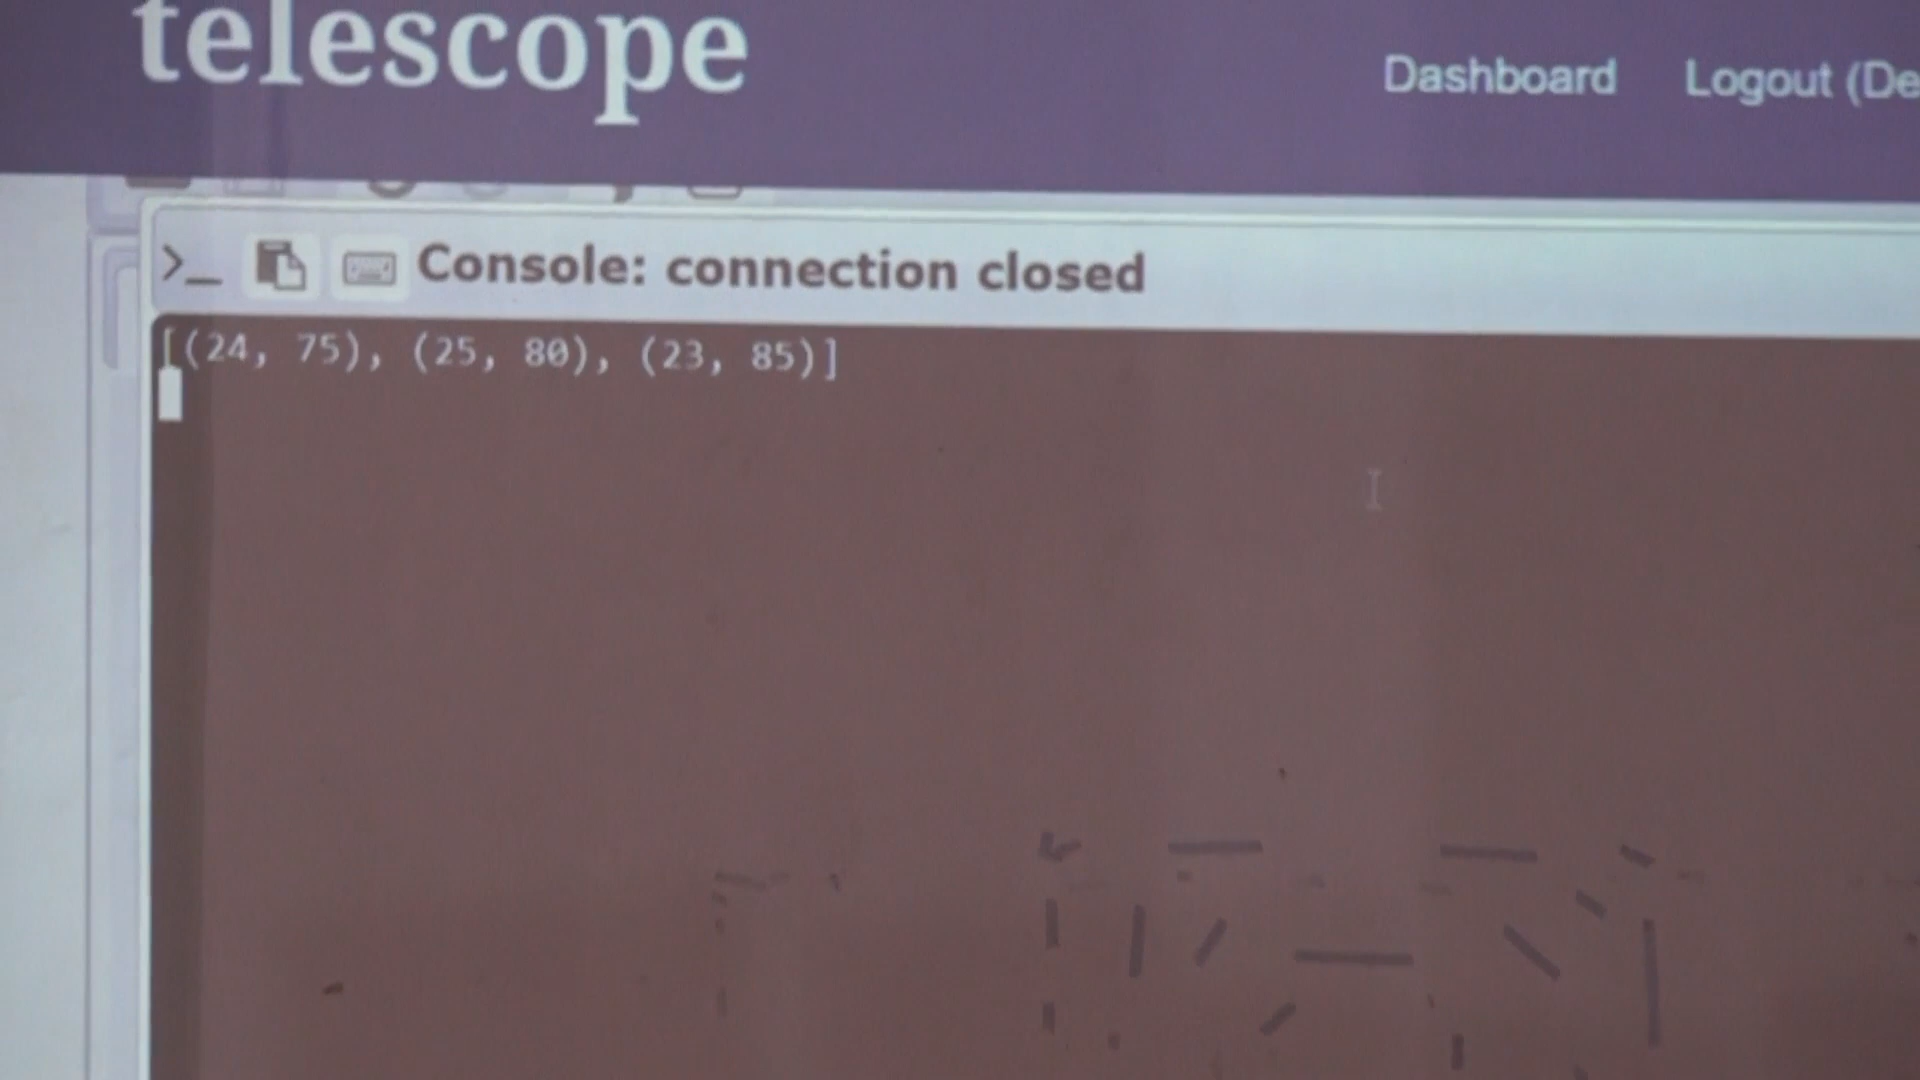 telescope
Dashboard Logout (De
>_ Console: connection closed
[(24, 75), (25, 80), (23, 85)]